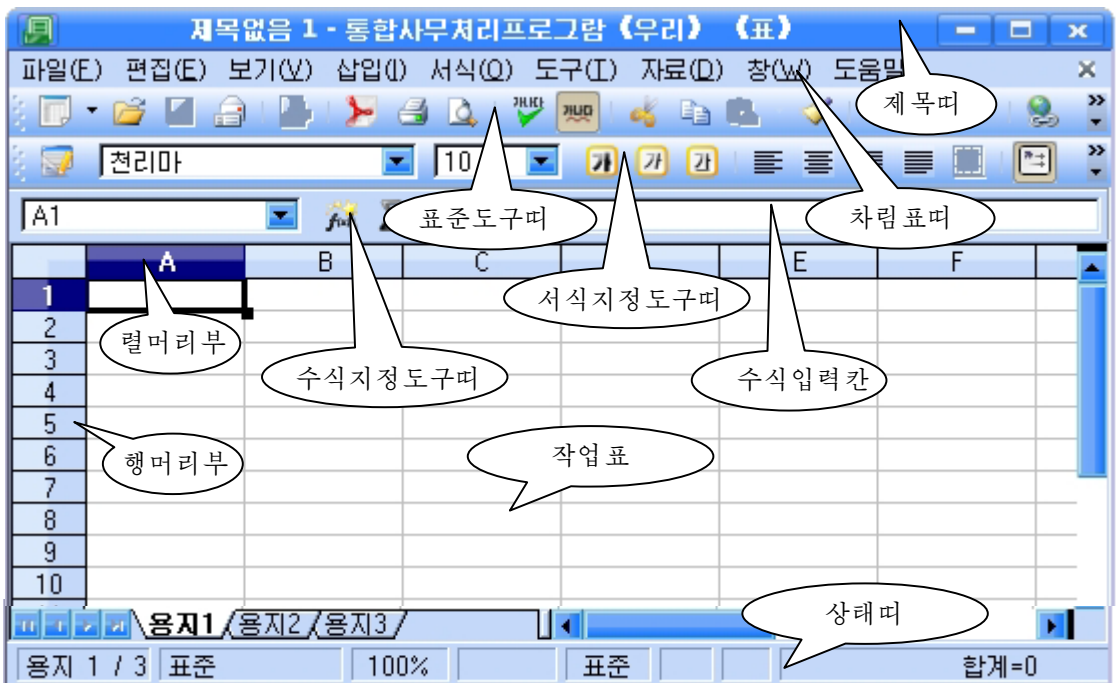 제목없음 1 - 통합사무처리프로그람 《우리》 《표》
파일(F) 편집(E) 보기(V) 삽입(I) 서식(O) 도구(T) 자료(D) 창(W) 도움말
제목띠
천리마 10 가 가 가
A1
표준도구띠
차림표띠
A B C E F
서식지정도구띠
1
2
렬머리부
3
수식지정도구띠
수식입력칸
4
5
작업표
6
행머리부
7
8
9
10
상태띠
용지1 용지2 용지3
용지 1 / 3 표준 100% 표준 합계=0